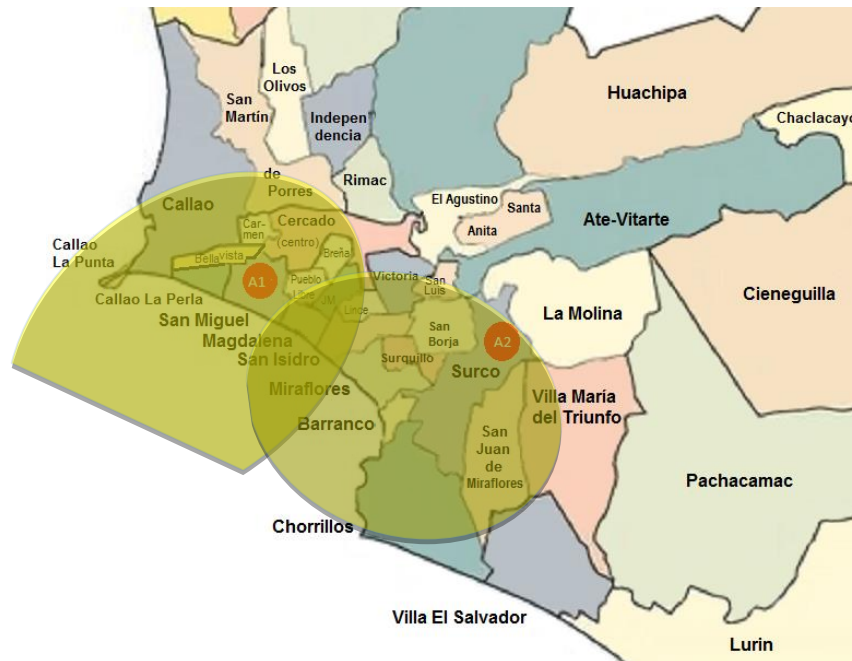 Los
Olivos
Huachipa
San
Martín
Indepen
dencia
Chaclacayo
de
Porres
Rimac
El Agustino
Santa
Anita
Ate-Vitarte
Callao
Car-
men
Cercado
(centro)
Breña
Callao
La Punta
Bellavista
A1
Pueblo
Libre
JM
Victoria
San
Luis
Cieneguilla
Callao La Perla
Lince
La Molina
San Miguel
Magdalena
San Isidro
San
Borja
A2
Surquillo
Surco
Miraflores
Villa María
del Triunfo
Barranco
San
Juan
de
Miraflores
Pachacamac
Chorrillos
Villa El Salvador
Lurin